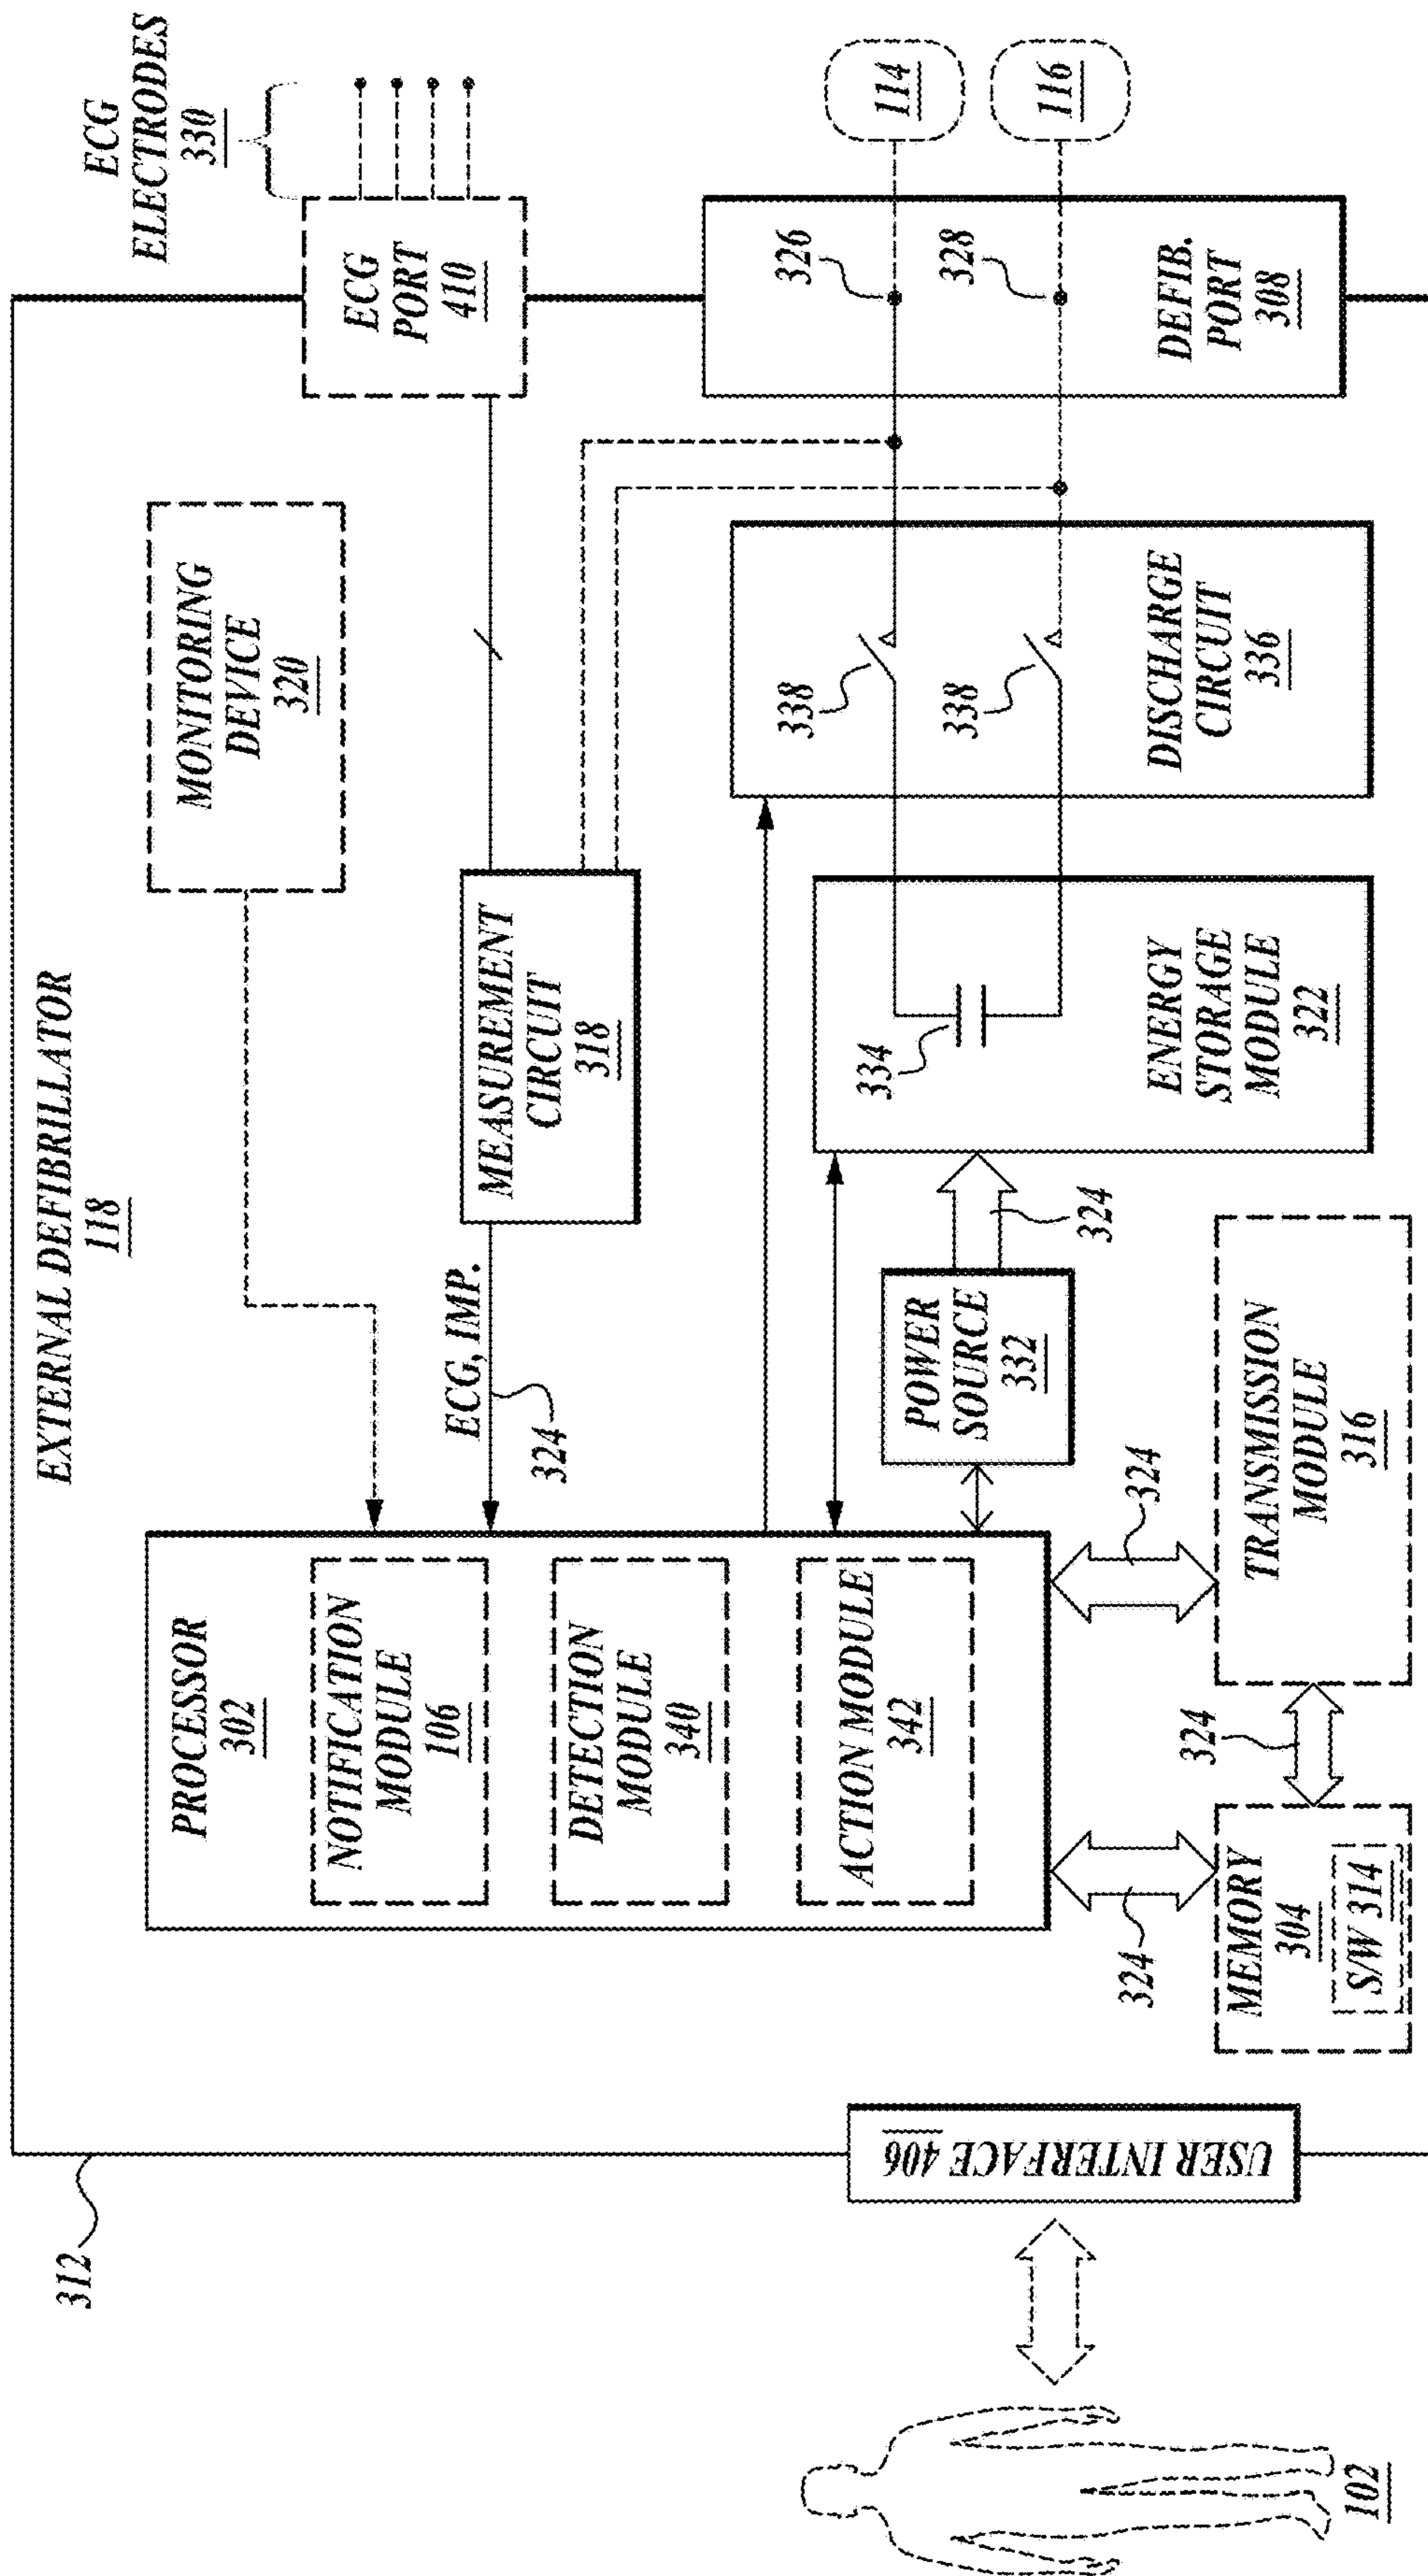 EXTERNAL DEFIBRILLATOR
118
312
ECG
ELECTRODES
330
PROCESSOR
302
NOTIFICATION
MODULE
106
DETECTION
MODULE
340
ACTION MODULE
342
MONITORING
DEVICE
320
ECG
PORT
410
ECG, IMP.
324
MEASUREMENT
CIRCUIT
318
USER INTERFACE 406
102
MEMORY
304
S/W 314
324
324
324
TRANSMISSION
MODULE
316
POWER
SOURCE
332
324
334
ENERGY
STORAGE
MODULE
322
338
338
DISCHARGE
CIRCUIT
336
326
328
DEFIB.
PORT
308
114
116